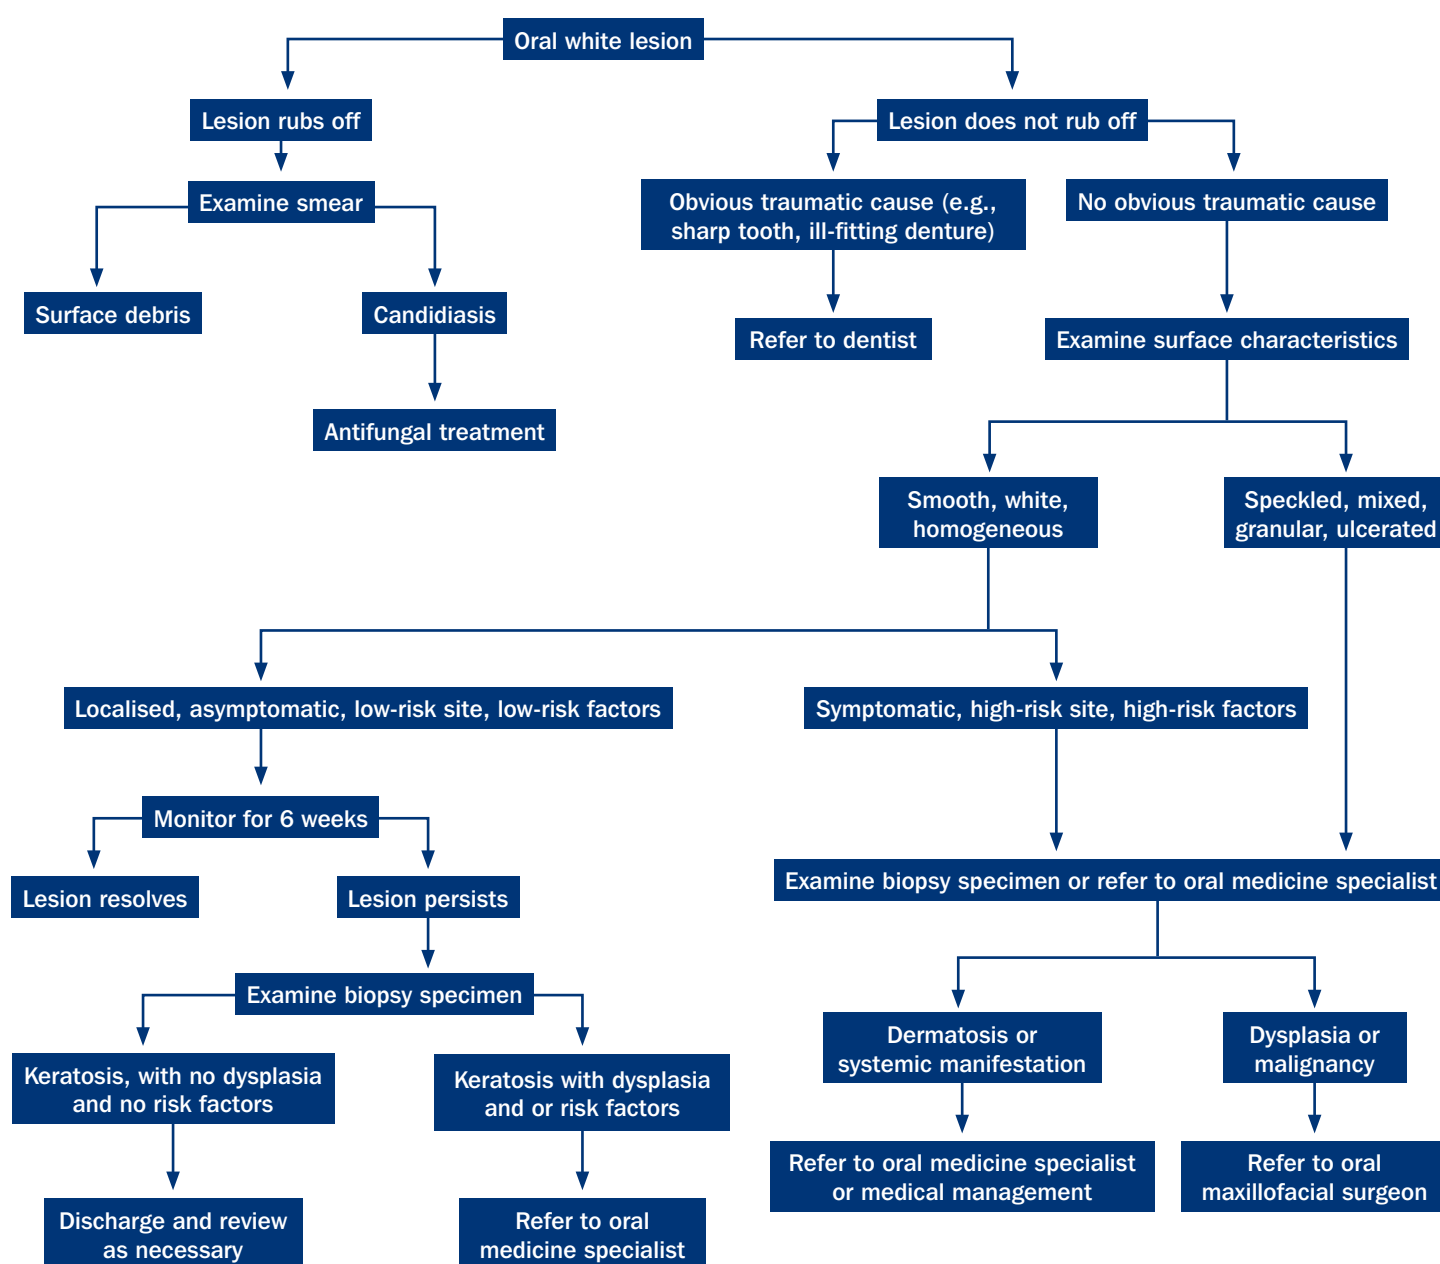 Oral white lesion
Lesion rubs off
Lesion does not rub off
Examine smear
Obvious traumatic cause (e.g.,
sharp tooth, ill-fitting denture)
No obvious traumatic cause
Surface debris
Candidiasis
Refer to dentist
Examine surface characteristics
Antifungal treatment
Smooth, white,
homogeneous
Speckled, mixed,
granular, ulcerated
Localised, asymptomatic, low-risk site, low-risk factors
Symptomatic, high-risk site, high-risk factors
Monitor for 6 weeks
Lesion resolves
Lesion persists
Examine biopsy specimen or refer to oral medicine specialist
Examine biopsy specimen
Dermatosis or
systemic manifestation
Dysplasia or
malignancy
Keratosis, with no dysplasia
and no risk factors
Keratosis with dysplasia
and or risk factors
Refer to oral medicine specialist
or medical management
Refer to oral
maxillofacial surgeon
Discharge and review
as necessary
Refer to oral
medicine specialist